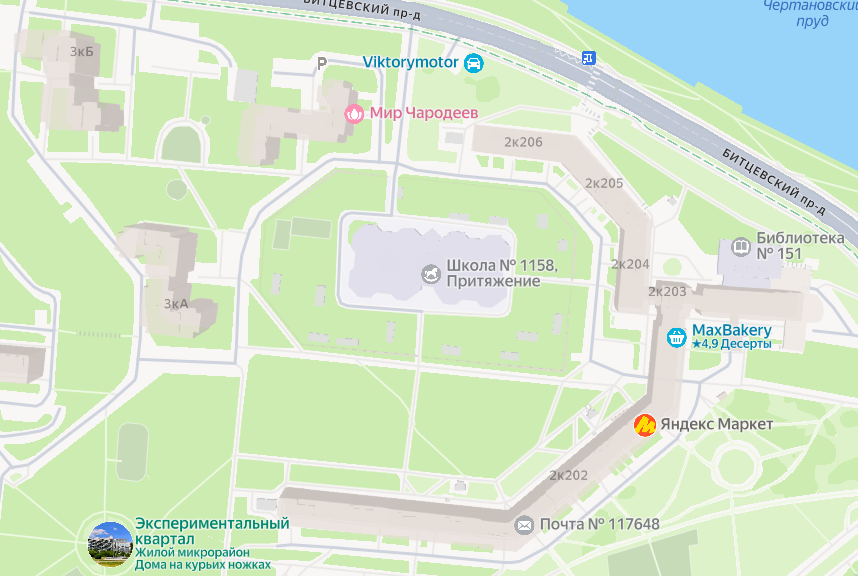 БИТЦЕВСКИЙ ПР-Д
Чертановский
пруд
3кБ
P
Viktorymotor
Мир Чародеев
2к206
БИТЦЕВСКИЙ ПР-Д
2к205
Библиотека
№ 151
Школа № 1158,
Притяжение
2к204
2к203
3кА
MaxBakery
★4,9 Десерты
Яндекс Маркет
2к202
Экспериментальный
квартал
Жилой микрорайон
Дома на курьих ножках
Почта № 117648